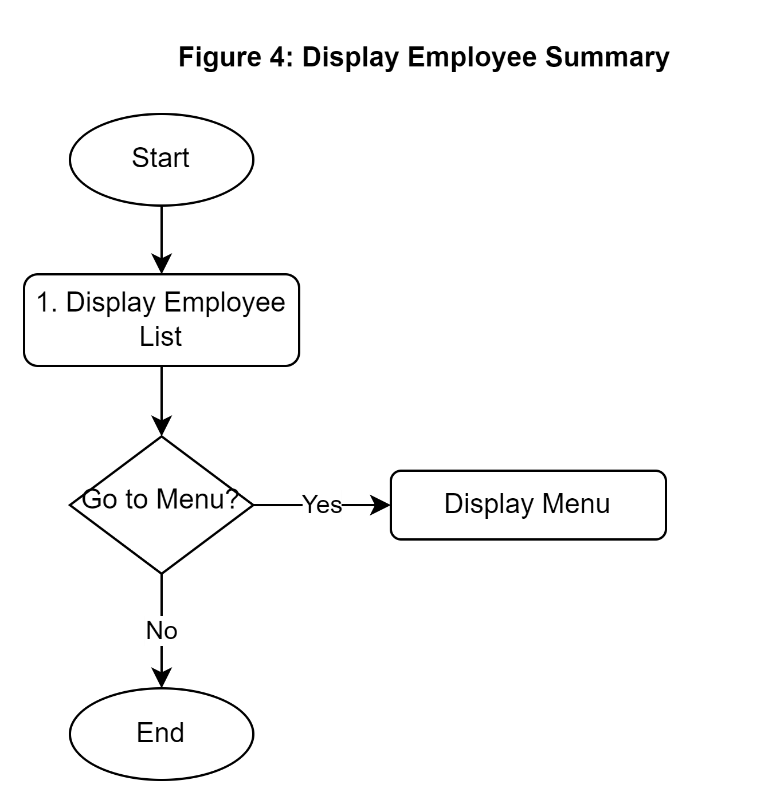 Figure 4: Display Employee Summary
Start
1. Display Employee
List
Go to Menu?
Yes
Display Menu
No
End